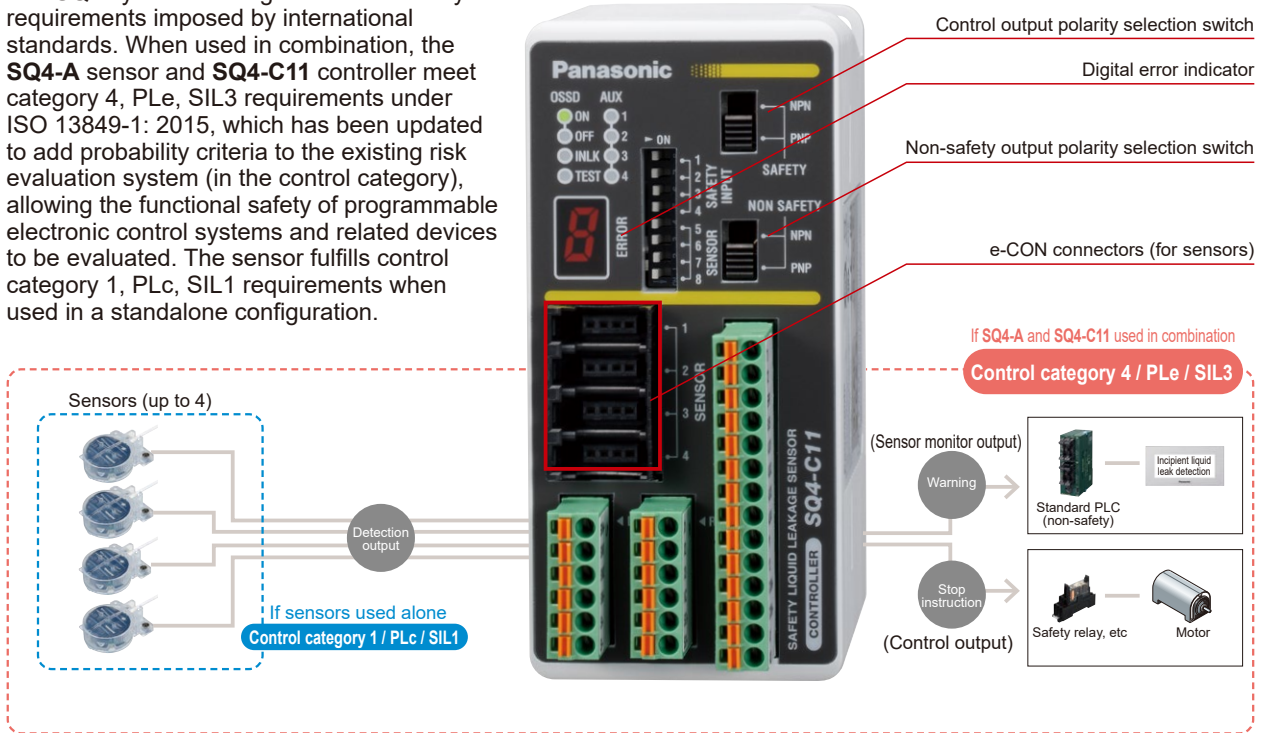 requirements imposed by international
standards. When used in combination, the
SQ4-A sensor and SQ4-C11 controller meet
category 4, PLe, SIL3 requirements under
ISO 13849-1: 2015, which has been updated
to add probability criteria to the existing risk
evaluation system (in the control category),
allowing the functional safety of programmable
electronic control systems and related devices
to be evaluated. The sensor fulfills control
category 1, PLc, SIL1 requirements when
used in a standalone configuration.
Control output polarity selection switch
Digital error indicator
Non-safety output polarity selection switch
e-CON connectors (for sensors)
Panasonic
OSSD AUX
ON 1
OFF 2
INLK 3
TEST 4
ERROR
ON
1
2
3
4
5
6
7
8
SAFETY INPUT
SENSOR
NPN
PNP
SAFETY
NON SAFETY
NPN
PNP
1
2
3
4
SENSOR
SAFETY LIQUID LEAKAGE SENSOR
CONTROLLER SQ4-C11
If SQ4-A and SQ4-C11 used in combination
Control category 4 / PLe / SIL3
Sensors (up to 4)
Detection
output
If sensors used alone
Control category 1 / PLc / SIL1
(Sensor monitor output)
Warning
Standard PLC
(non-safety)
Incipient liquid
leak detection
Stop
instruction
(Control output)
Safety relay, etc
Motor